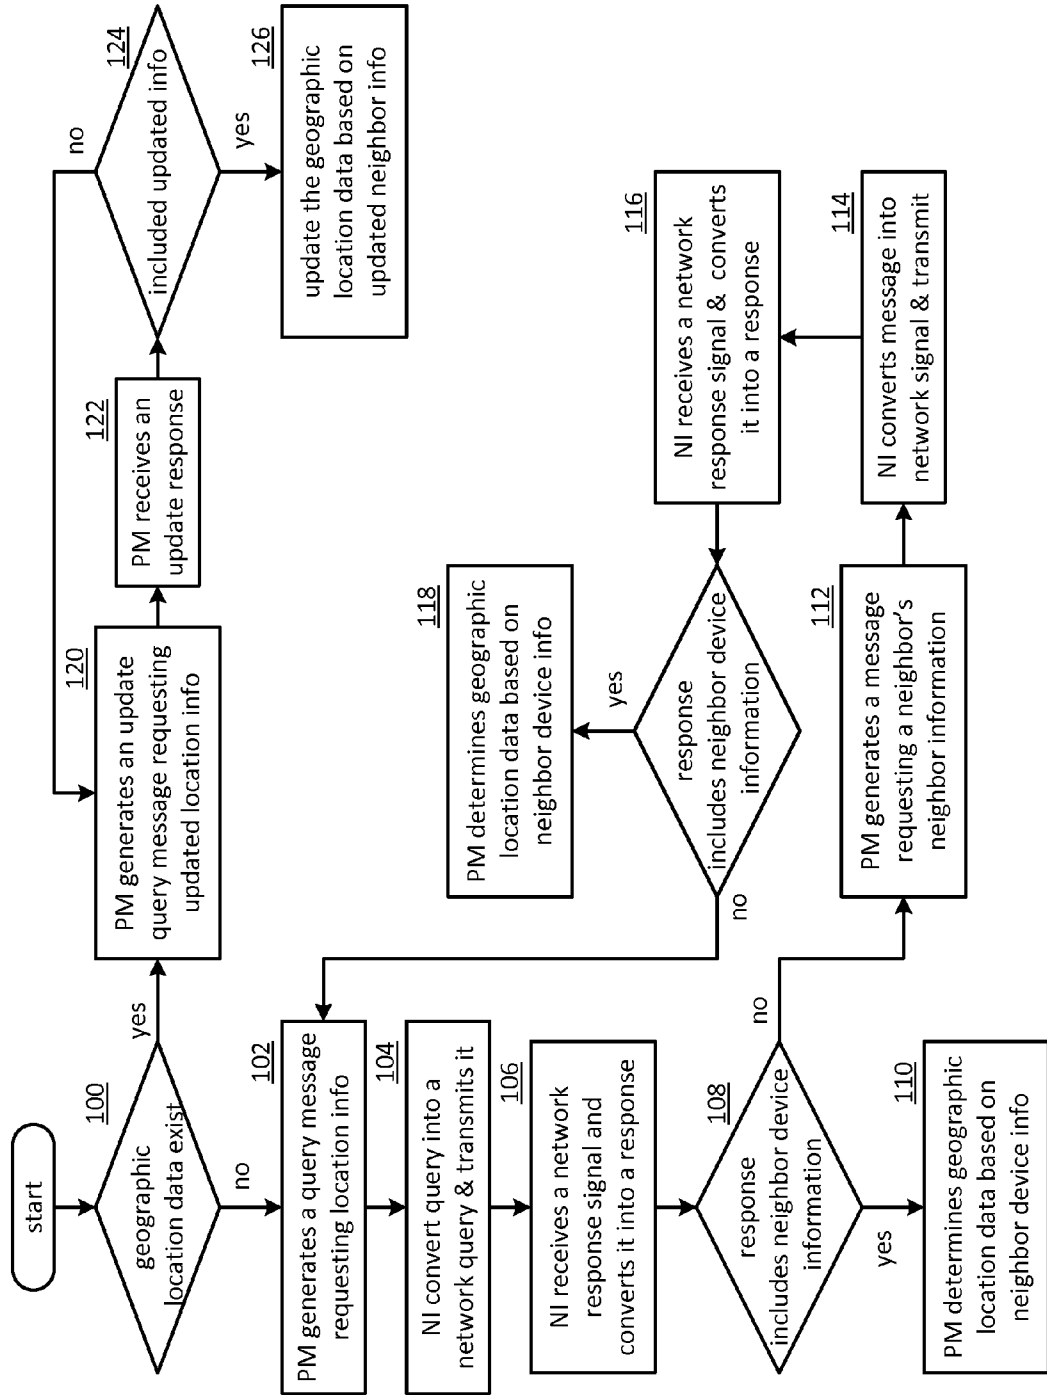 start
100
geographic
location data exist
yes
no
120
PM generates an update
query message requesting
updated location info
122
PM receives an
update response
124
included updated info
no
yes
126
update the geographic
location data based on
updated neighbor info
102
PM generates a query message
requesting location info
104
NI convert query into a
network query & transmits it
106
NI receives a network
response signal and
converts it into a response
108
response
includes neighbor device
information
no
yes
110
PM determines geographic
location data based on
neighbor device info
112
PM generates a message
requesting a neighbor's
neighbor information
114
NI converts message into
network signal & transmit
116
NI receives a network
response signal & converts
it into a response
response
includes neighbor device
information
no
yes
118
PM determines geographic
location data based on
neighbor device info